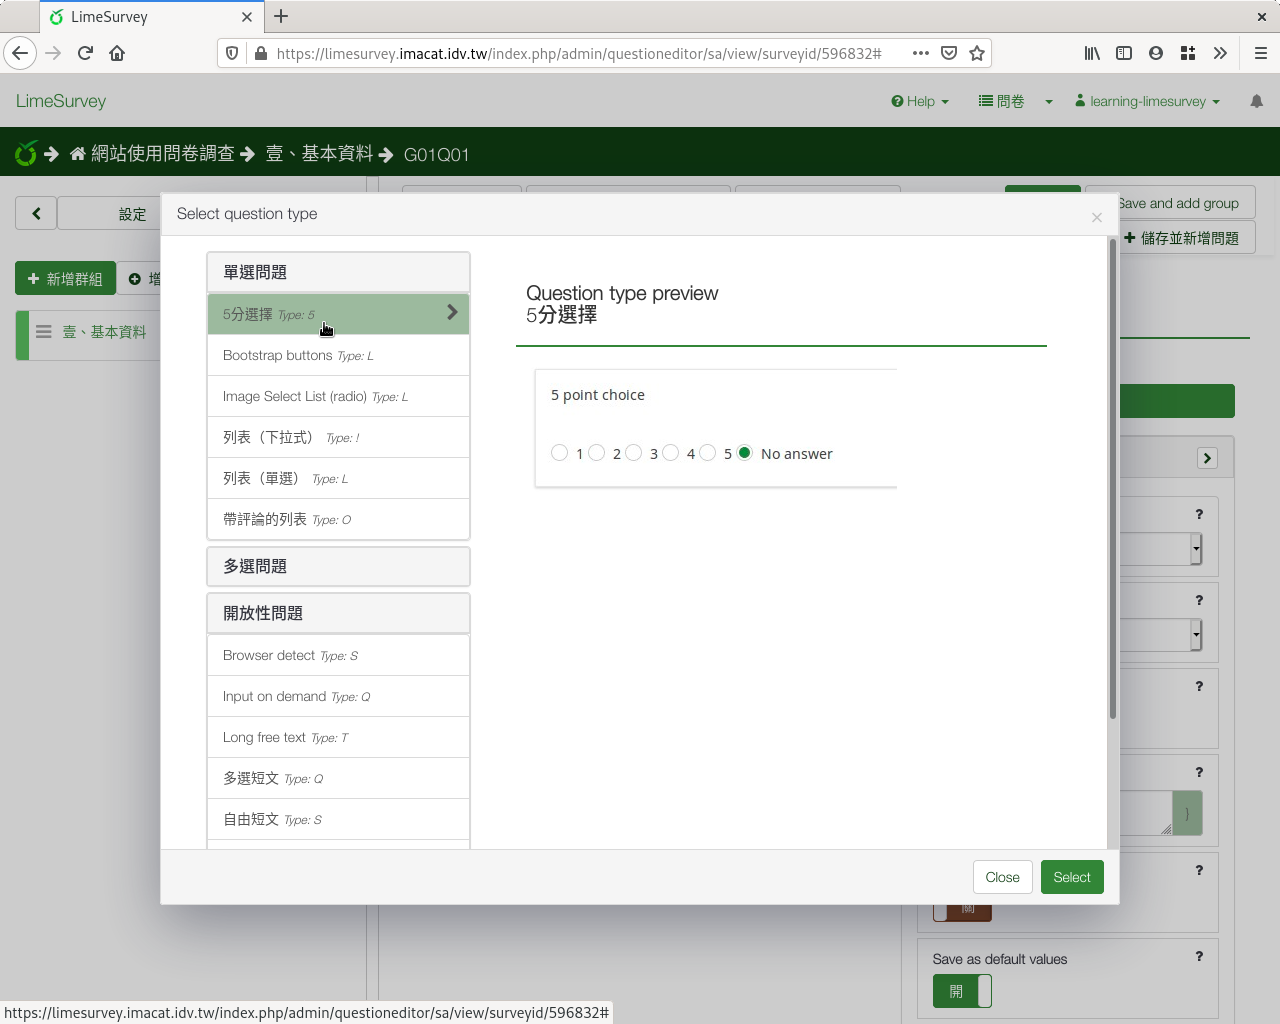 LimeSurvey
https://limesurvey.imacat.idv.tw/index.php/admin/questioneditor/sa/view/surveyid/596832#
LimeSurvey
Help
問卷
learning-limesurvey
網站使用問卷調查
壹、基本資料
G01Q01
設定
Save and add group
儲存並新增問題
新增群組
增
壹、基本資料
Select question type
×
單選問題
5分選擇 Type: 5
Bootstrap buttons Type: L
Image Select List (radio) Type: L
列表（下拉式） Type: !
列表（單選） Type: L
帶評論的列表 Type: O
多選問題
開放性問題
Browser detect Type: S
Input on demand Type: Q
Long free text Type: T
多選短文 Type: Q
自由短文 Type: S
Question type preview
5分選擇
5 point choice
1 2 3 4 5 No answer
?
?
?
?
}
?
關
Close
Select
Save as default values
?
開
https://limesurvey.imacat.idv.tw/index.php/admin/questioneditor/sa/view/surveyid/596832#